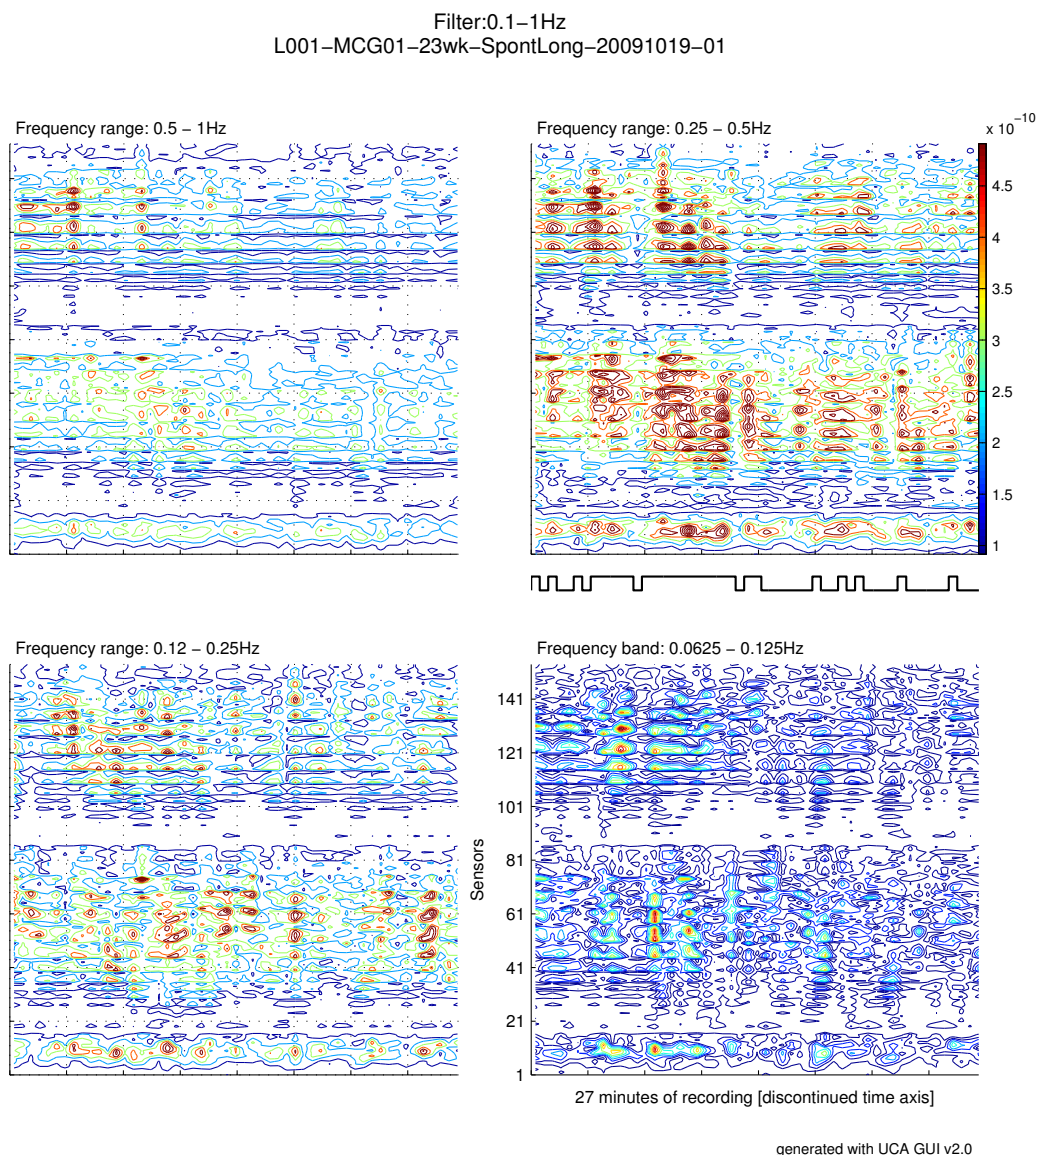 Filter:0.1−1Hz
L001−MCG01−23wk−SpontLong−20091019−01
Frequency range: 0.5 − 1Hz
Frequency range: 0.25 − 0.5Hz
x 10⁻¹⁰
4.5
4
3.5
3
2.5
2
1.5
1
Frequency range: 0.12 − 0.25Hz
Frequency band: 0.0625 − 0.125Hz
141
121
101
81
61
41
21
1
Sensors
27 minutes of recording [discontinued time axis]
generated with UCA GUI v2.0